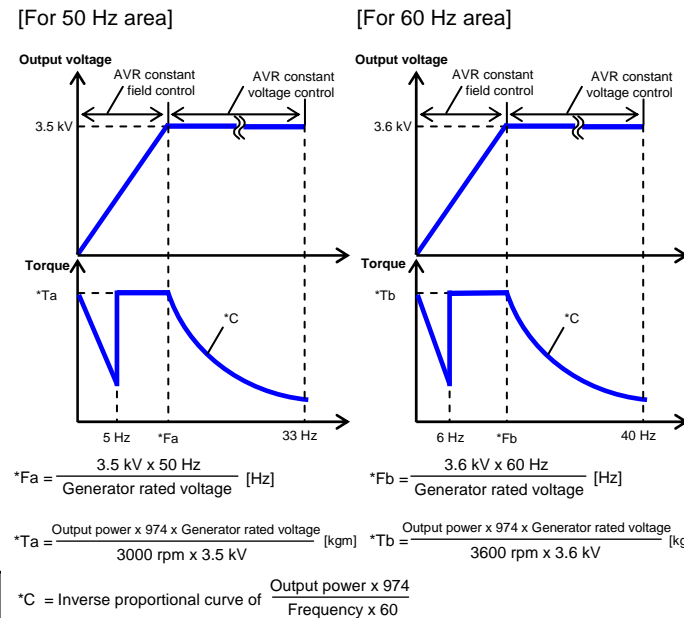 [For 50 Hz area] [For 60 Hz area]
Output voltage
AVR constant
field control
AVR constant
voltage control
3.5 kV
Torque
*Ta
*C
5 Hz *Fa 33 Hz
Output voltage
AVR constant
field control
AVR constant
voltage control
3.6 kV
Torque
*Tb
*C
6 Hz *Fb 40 Hz
*Fa = 3.5 kV x 50 Hz
Generator rated voltage [Hz]
*Fb = 3.6 kV x 60 Hz
Generator rated voltage [Hz]
*Ta = Output power x 974 x Generator rated voltage
3000 rpm x 3.5 kV [kgm]
*Tb = Output power x 974 x Generator rated voltage
3600 rpm x 3.6 kV
*C = Inverse proportional curve of Output power x 974
Frequency x 60